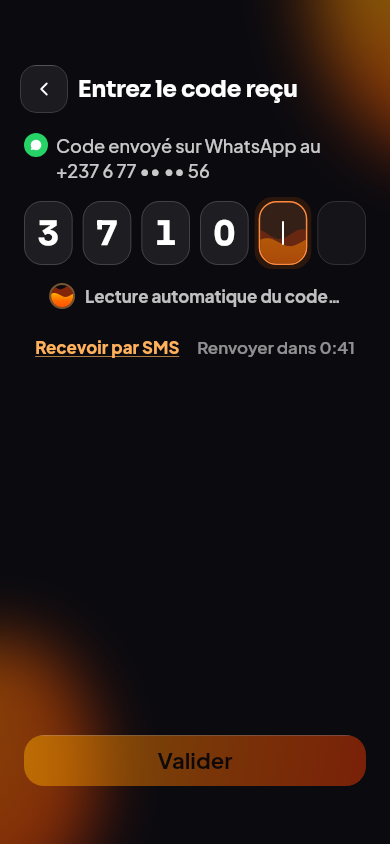 Entrez le code reçu
Code envoyé sur WhatsApp au
+237 6 77 •• •• 56
3 7 1 0
Lecture automatique du code…
Recevoir par SMS Renvoyer dans 0:41
Valider